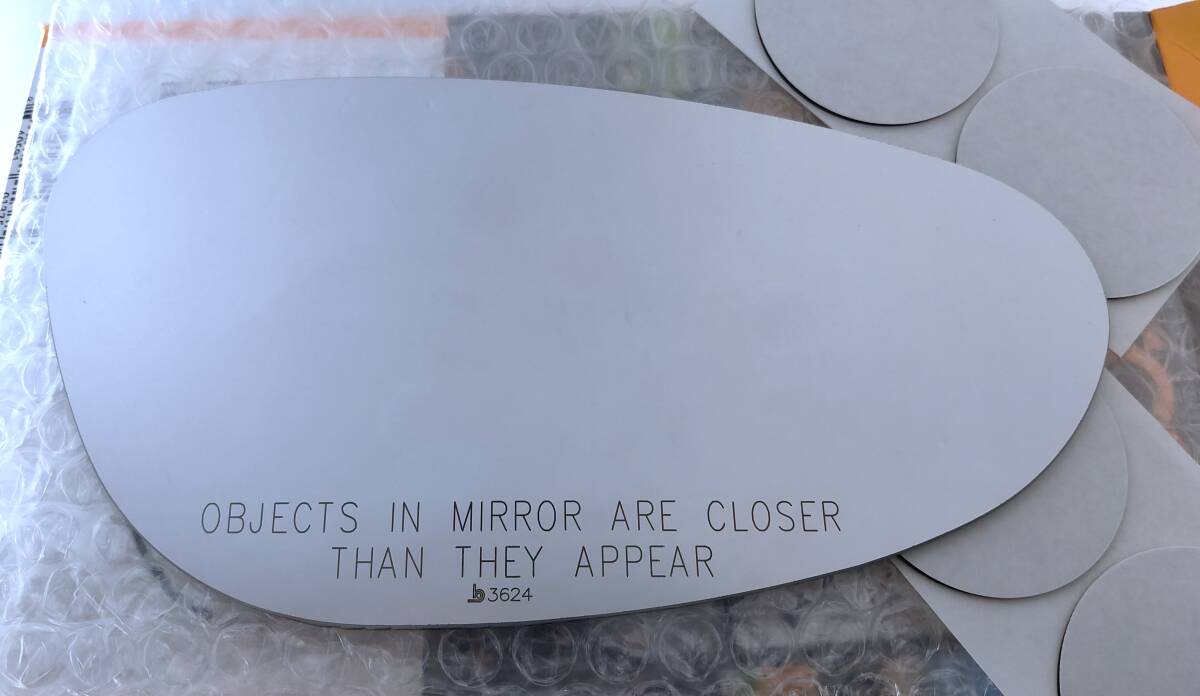 OBJECTS IN MIRROR ARE CLOSER
THAN THEY APPEAR
b 3624